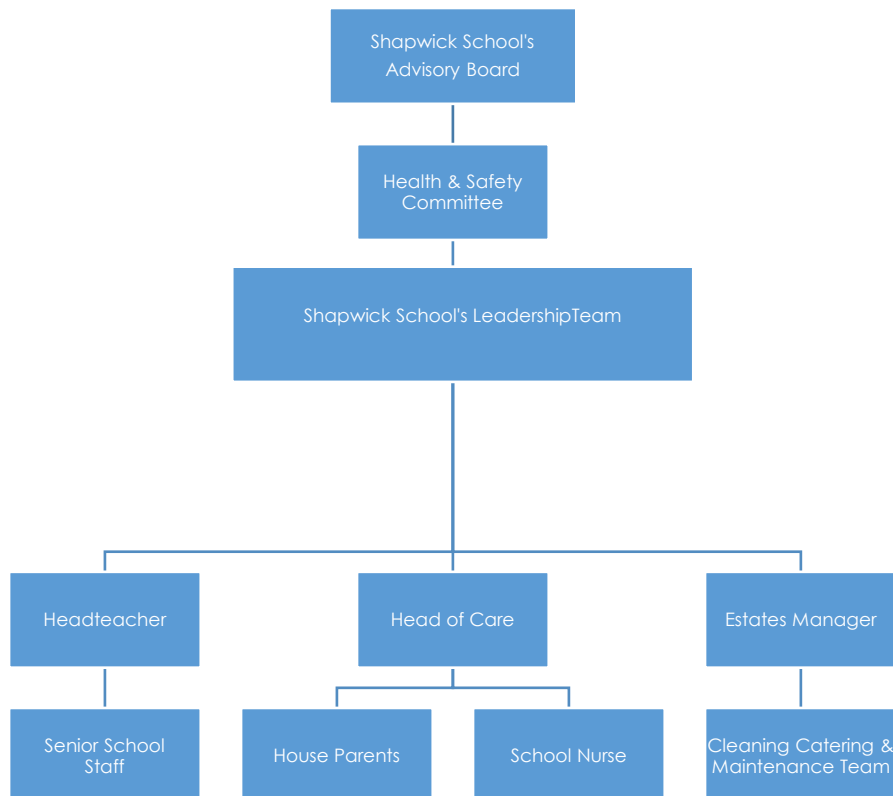 Shapwick School's
Advisory Board
Health & Safety
Committee
Shapwick School's LeadershipTeam
Headteacher
Head of Care
Estates Manager
Senior School
Staff
House Parents
School Nurse
Cleaning Catering &
Maintenance Team